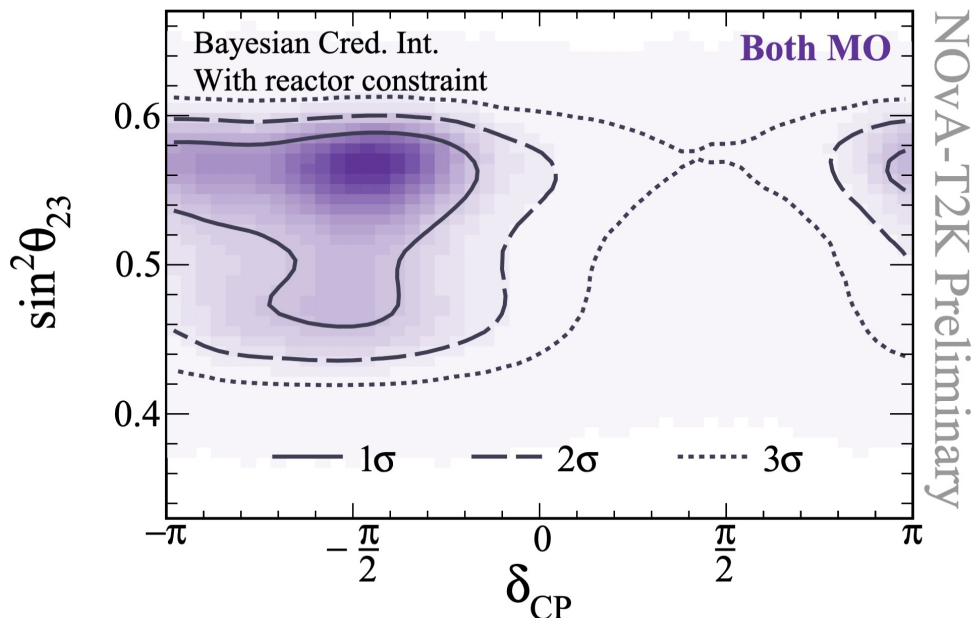 Bayesian Cred. Int.
With reactor constraint
Both MO
0.6
0.5
0.4
sin²θ₂₃
1σ
2σ
3σ
−π
−π/2
0
π/2
π
δ_CP
NOvA-T2K Preliminary